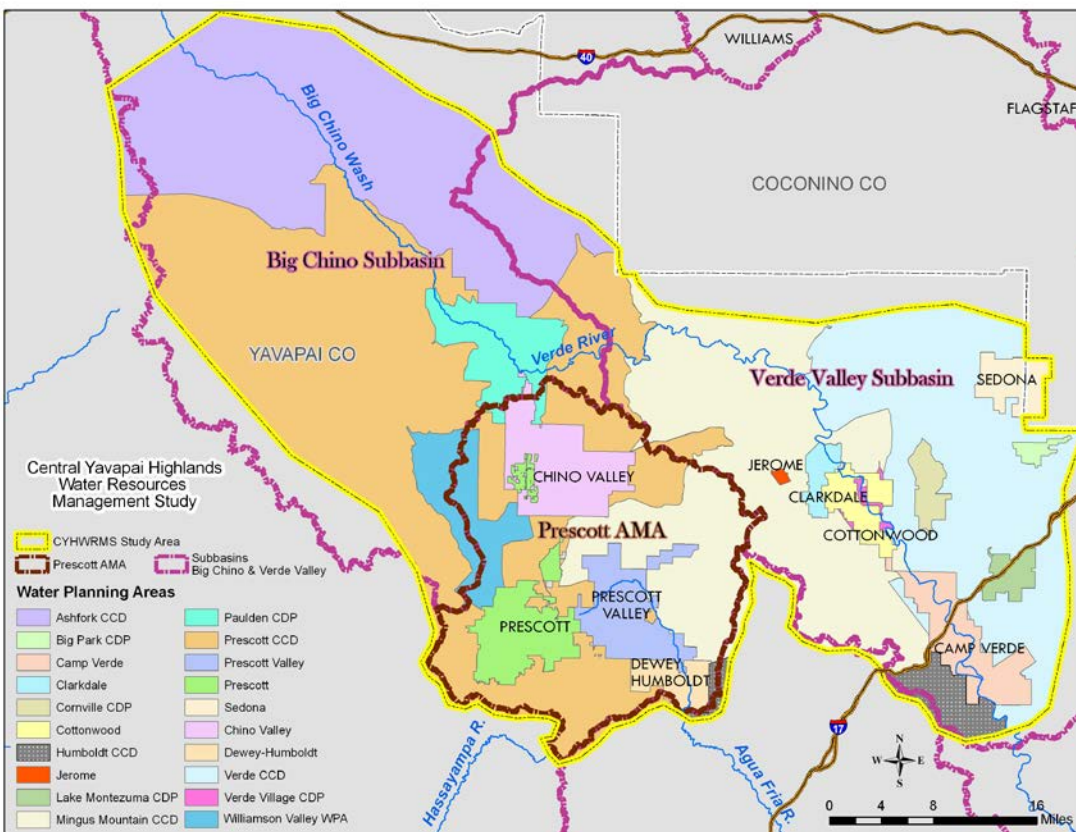 WILLIAMS
40
FLAGSTAFF
Big Chino Wash
COCONINO CO
Big Chino Subbasin
YAVAPAI CO
Verde River
Verde Valley Subbasin
SEDONA
Central Yavapai Highlands
Water Resources
Management Study
CHINO VALLEY
JEROME
CLARKDALE
COTTONWOOD
Prescott AMA
PRESCOTT
VALLEY
PRESCOTT
DEWEY
HUMBOLDT
CAMP VERDE
17
Hassayampa R.
Agua Fria R.
CYHWRMS Study Area
Prescott AMA
Subbasins
Big Chino & Verde Valley
Water Planning Areas
Ashfork CCD
Big Park CDP
Camp Verde
Clarkdale
Cornville CDP
Cottonwood
Humboldt CCD
Jerome
Lake Montezuma CDP
Mingus Mountain CCD
Paulden CDP
Prescott CCD
Prescott Valley
Prescott
Sedona
Chino Valley
Dewey-Humboldt
Verde CCD
Verde Village CDP
Williamson Valley WPA
N
W E
S
0 4 8 16
Miles